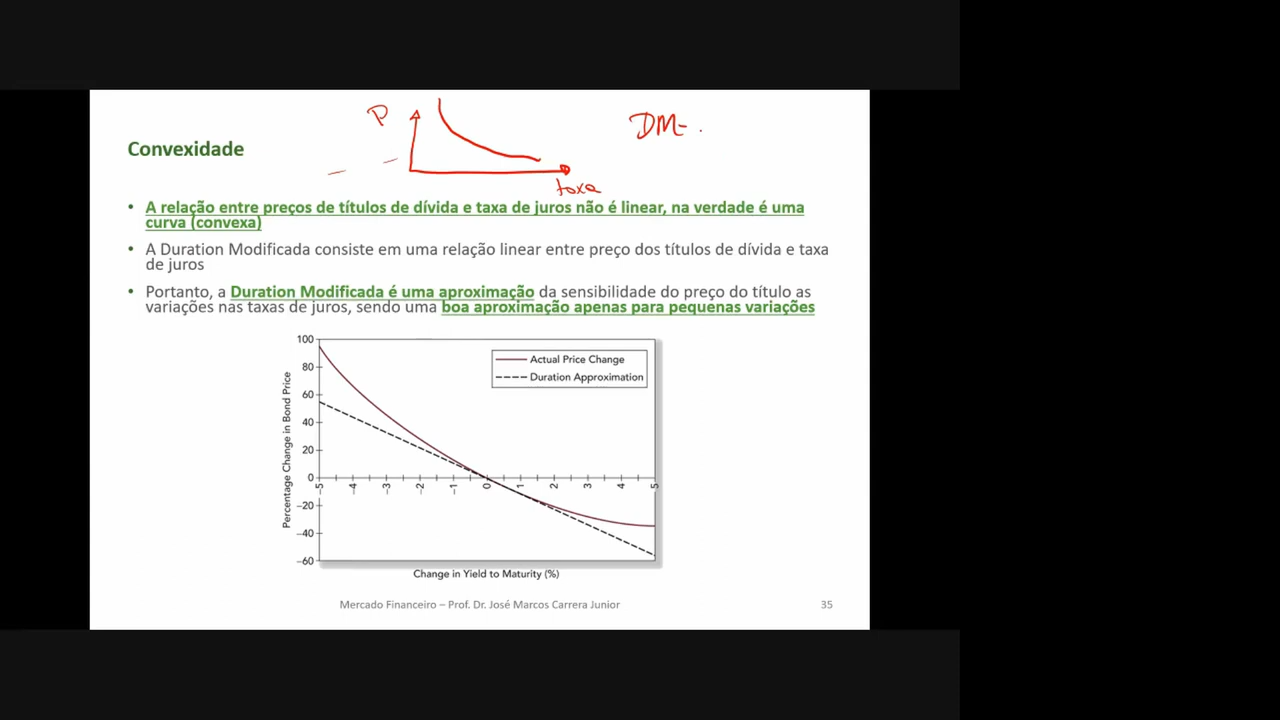 P
DM-
Convexidade
taxa
• A relação entre preços de títulos de dívida e taxa de juros não é linear, na verdade é uma
curva (convexa)
• A Duration Modificada consiste em uma relação linear entre preço dos títulos de dívida e taxa
de juros
• Portanto, a Duration Modificada é uma aproximação da sensibilidade do preço do título as
variações nas taxas de juros, sendo uma boa aproximação apenas para pequenas variações
100
80
60
40
20
0
-20
-40
-60
Percentage Change in Bond Price
Actual Price Change
Duration Approximation
-5 -4 -3 -2 -1 0 1 2 3 4 5
Change in Yield to Maturity (%)
Mercado Financeiro – Prof. Dr. José Marcos Carrera Junior
35